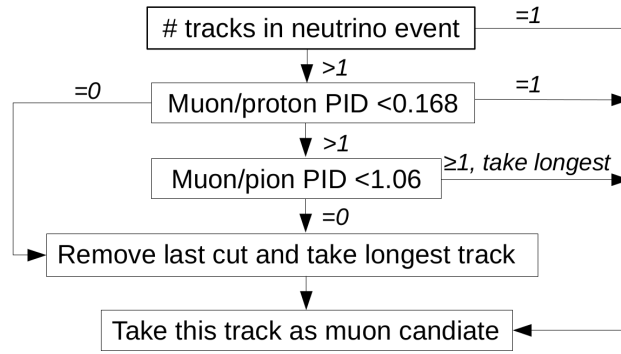 # tracks in neutrino event
=1
>1
=0
Muon/proton PID <0.168
=1
>1
Muon/pion PID <1.06
≥1, take longest
=0
Remove last cut and take longest track
Take this track as muon candiate